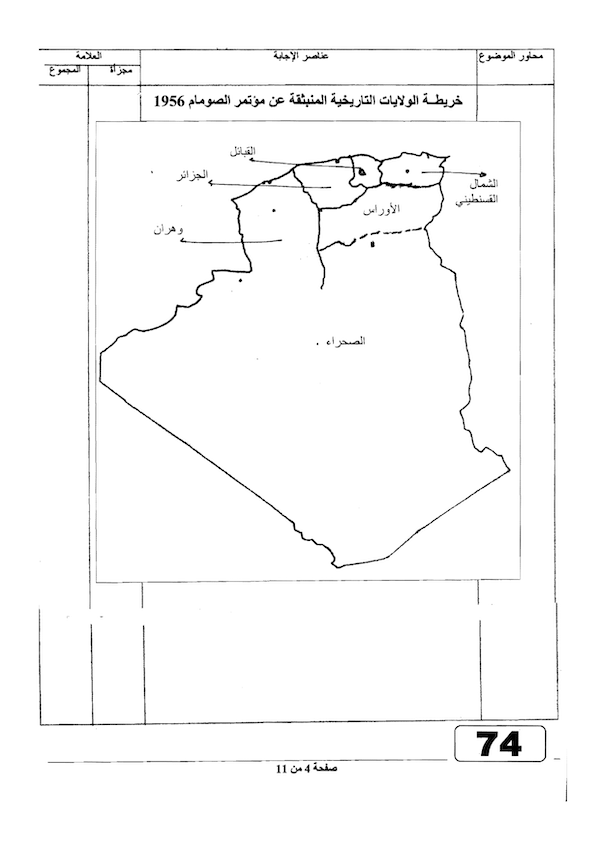 محاور الموضوع
عناصر الإجابة
العلامة
مجزأة
المجموع
خريطــة الولايات التاريخية المنبثقة عن مؤتمر الصومام 1956
القبائل
الجزائر
الشمال
القسنطيني
الأوراس
وهران
الصحراء .
74
صفحة 4 من 11